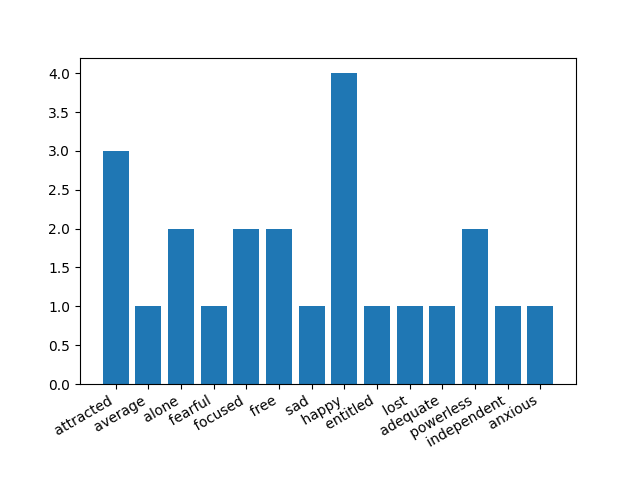 4.0
3.5
3.0
2.5
2.0
1.5
1.0
0.5
0.0
attracted
average
alone
fearful
focused
free
sad
happy
entitled
lost
adequate
powerless
independent
anxious